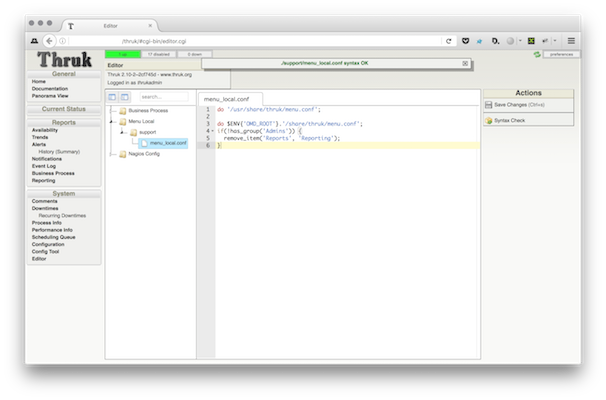 Editor
/thruk/#cgi-bin/editor.cgi
Thruk
General
Home
Documentation
Panorama View
Current Status
Reports
Availability
Trends
Alerts
History (Summary)
Notifications
Event Log
Business Process
Reporting
System
Comments
Downtimes
Recurring Downtimes
Process Info
Performance Info
Scheduling Queue
Configuration
Config Tool
Editor
1 up
17 disabled
0 down
./support/menu_local.conf syntax OK
preferences
Editor
Thruk 2.10-2~2cf745d - www.thruk.org
Logged in as thrukadmin
search...
Business Process
Menu Local
support
menu_local.conf
Nagios Config
menu_local.conf
1 do "/usr/share/thruk/menu.conf";
2
3 do $ENV{"OMD_ROOT"}."/share/thruk/menu.conf";
4 if(!has_group('Admins')) {
5 remove_item('Reports', 'Reporting');
6 }
Actions
Save Changes (Ctrl+s)
Syntax Check